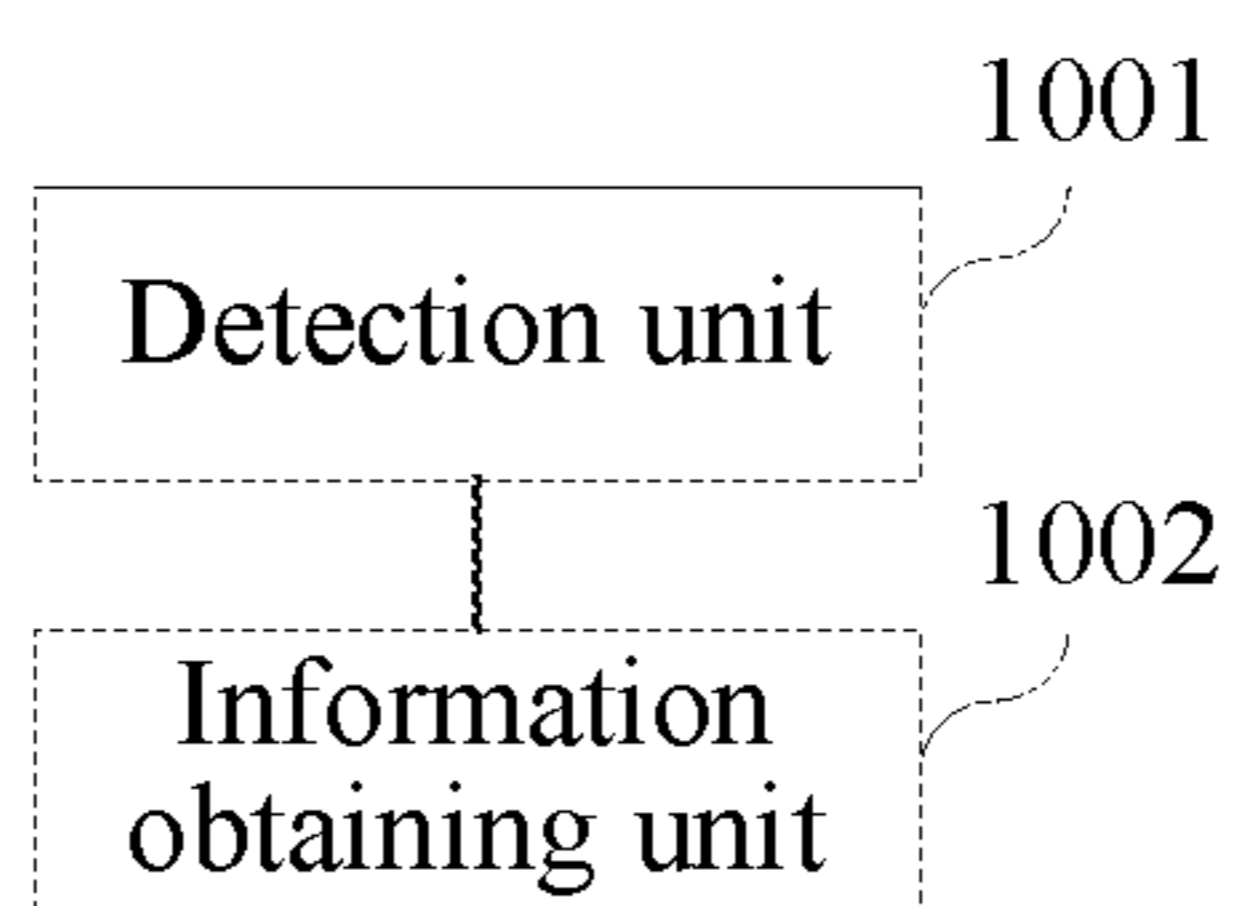 1001
Detection unit
1002
Information
obtaining unit